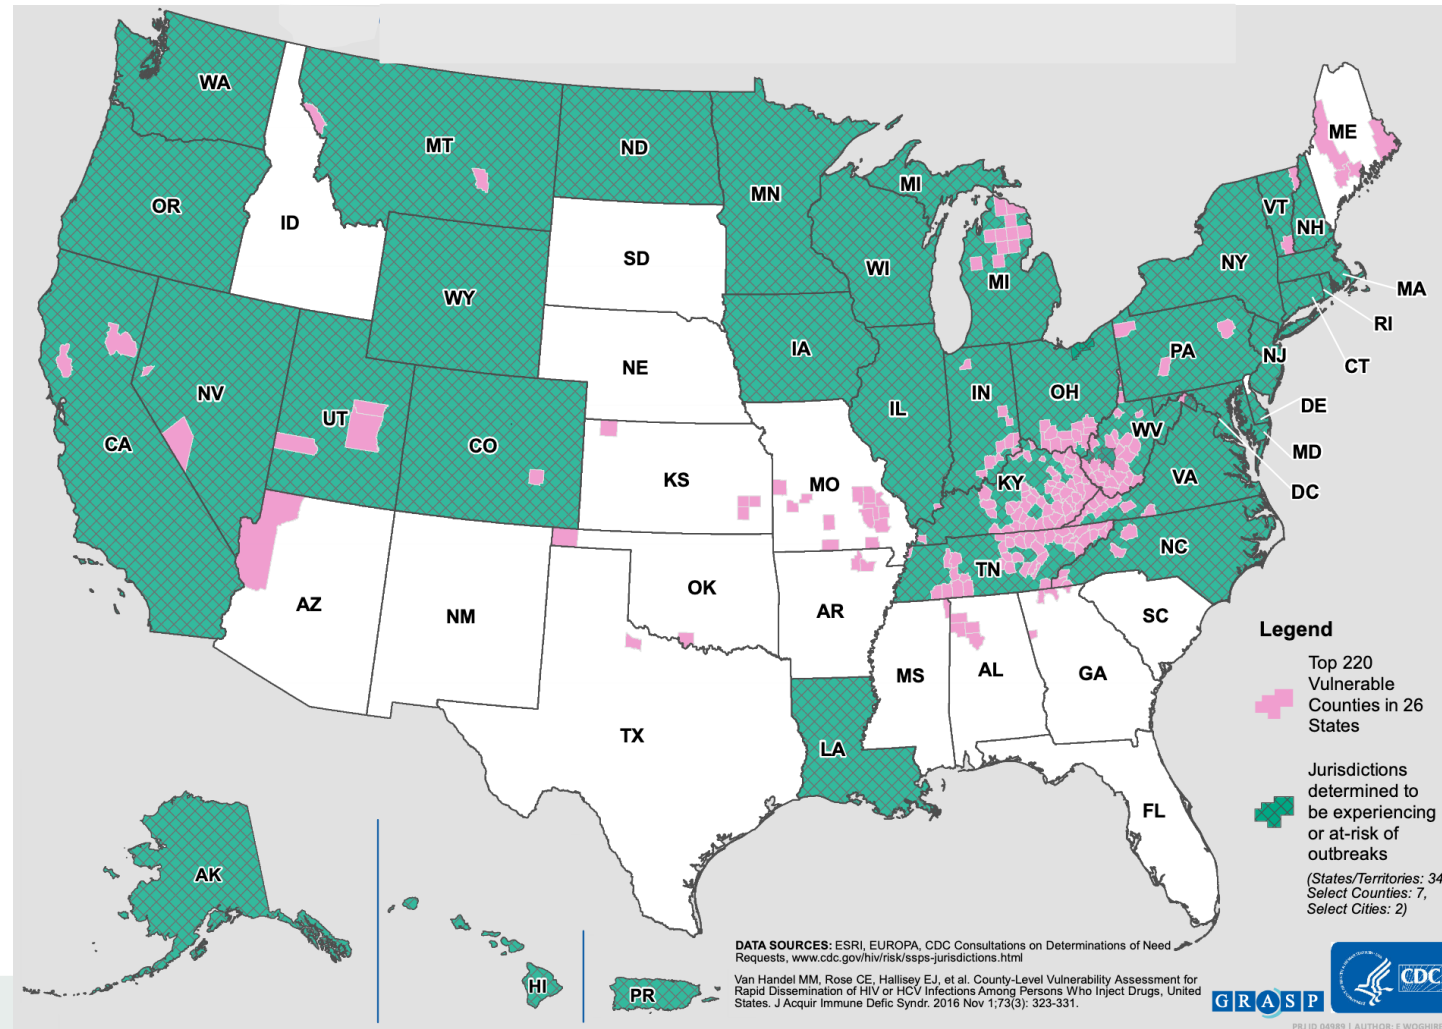 WA
MT
ND
MN
OR
ID
WY
SD
WI
MI
MI
ME
VT
NH
NY
MA
RI
CT
NE
IA
IL
IN
OH
PA
NJ
DE
MD
DC
NV
UT
CA
CO
KS
MO
KY
WV
VA
AZ
NM
OK
AR
TN
NC
SC
MS
AL
GA
TX
LA
FL
AK
HI
PR
Legend
Top 220
Vulnerable
Counties in 26
States
Jurisdictions
determined to
be experiencing
or at-risk of
outbreaks
(States/Territories: 34
Select Counties: 7,
Select Cities: 2)
DATA SOURCES: ESRI, EUROPA, CDC Consultations on Determinations of Need
Requests, www.cdc.gov/hiv/risk/ssps-jurisdictions.html
Van Handel MM, Rose CE, Hallisey EJ, et al. County-Level Vulnerability Assessment for
Rapid Dissemination of HIV or HCV Infections Among Persons Who Inject Drugs, United
States. J Acquir Immune Defic Syndr. 2016 Nov 1;73(3): 323-331.
GRASP
CDC
PRJ ID 04989 | AUTHOR: F WOGHIRE